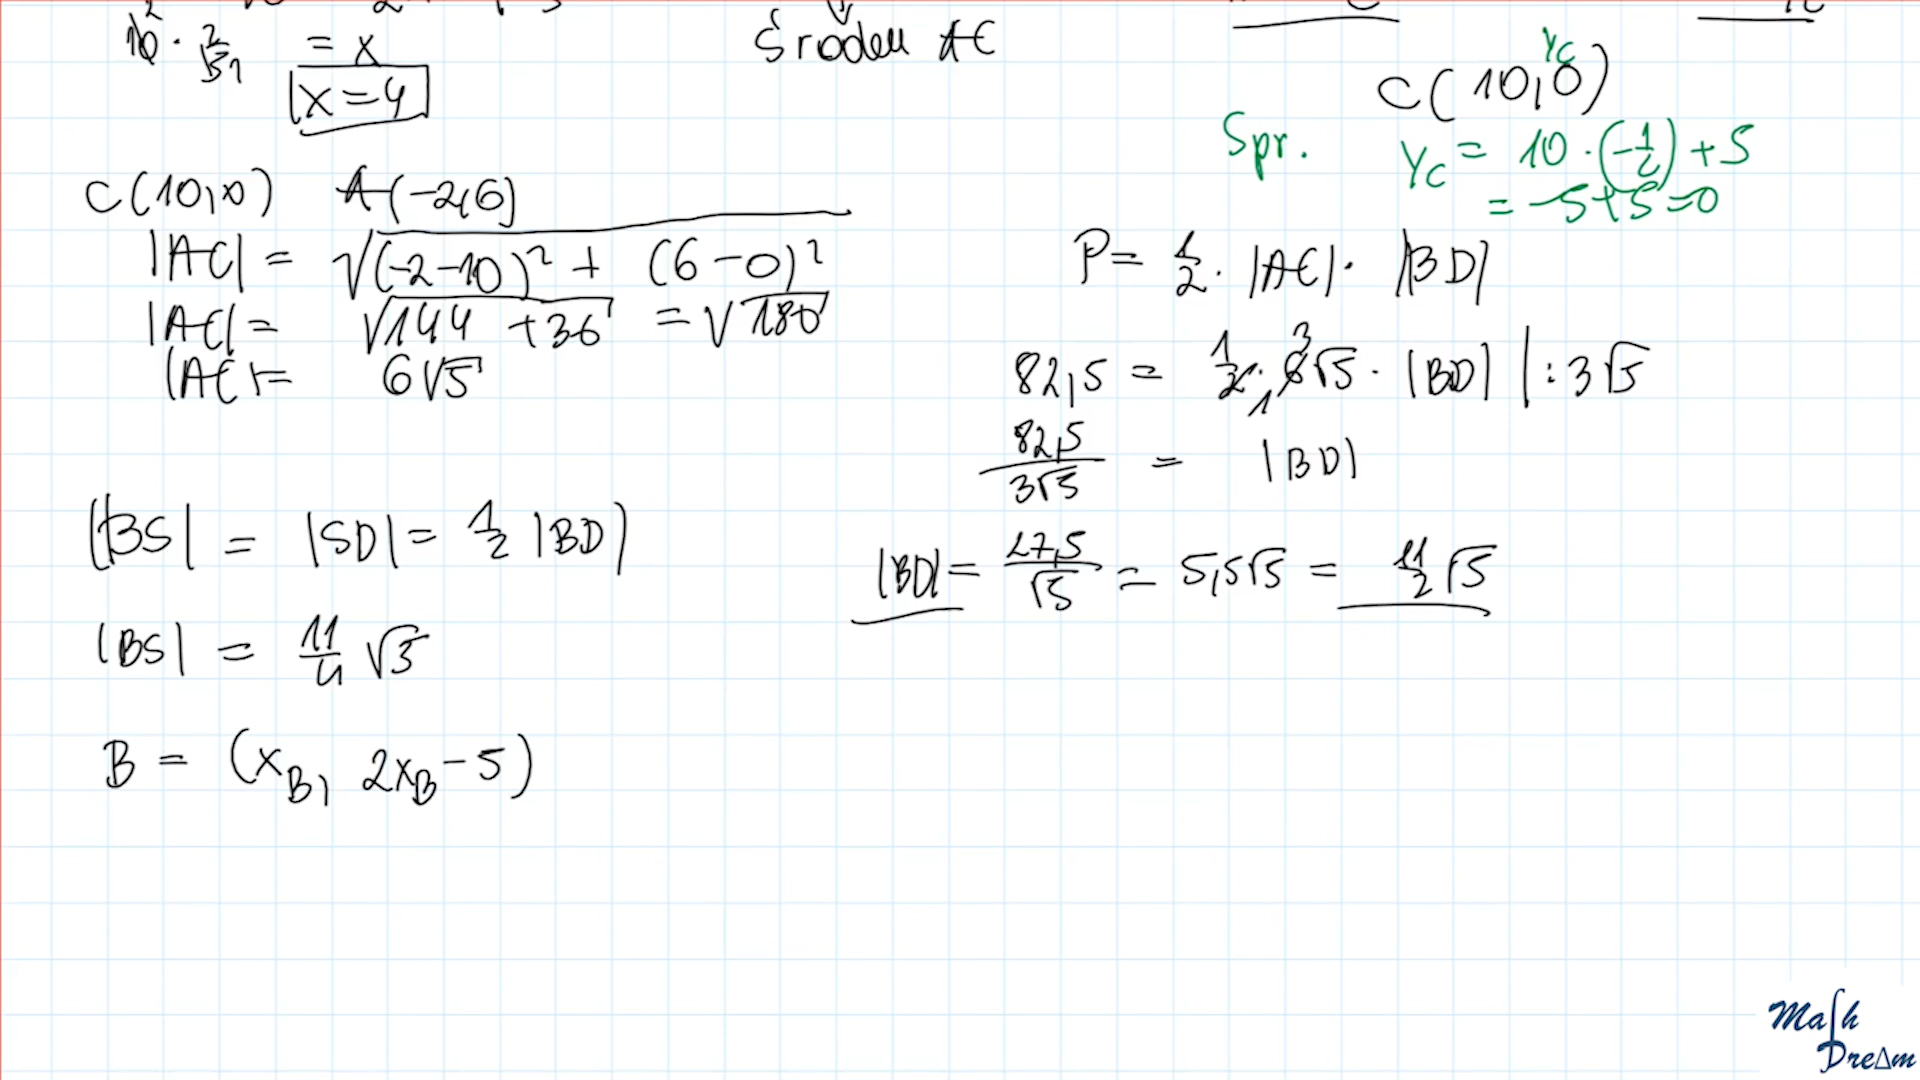 10 · 2/5 = x
x = 4
Środek AC
yc
C(10,0)
Spr. yc = 10 · (-1/2) + 5
= -5+5=0
C(10,0) A(-2,6)
|AC| = √(-2-10)² + (6-0)²
|AC| = √144 + 36 = √180
|AC| = 6√5
P = 1/2 · |AC| · |BD|
82,5 = 1/2 · 6√5 · |BD| | : 3√5
82,5/3√5 = |BD|
|BD| = 27,5/√5 = 5,5√5 = 11/2 √5
|BS| = |SD| = 1/2 |BD|
|BS| = 11/4 √5
B = (xB, 2xB - 5)
Math
DreΔm